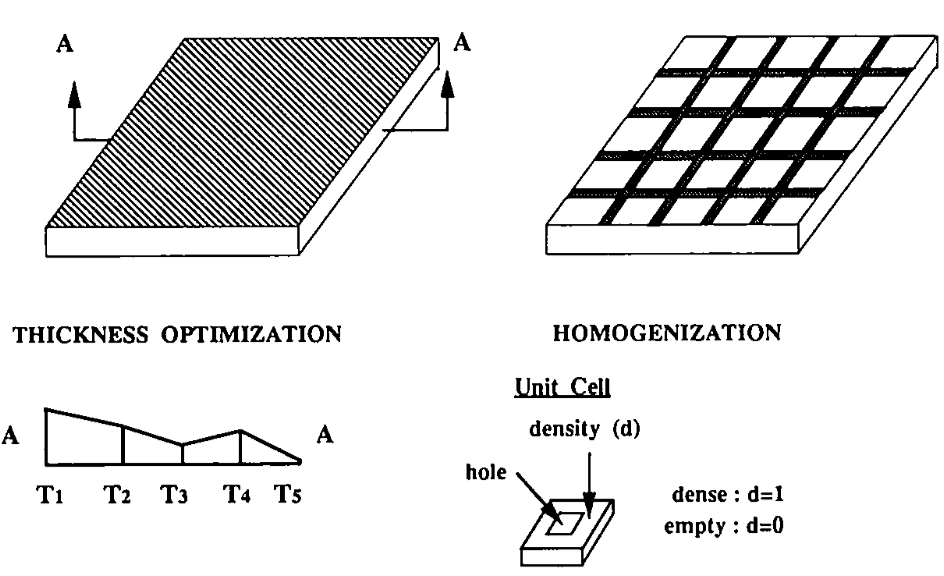 A A
THICKNESS OPTIMIZATION
HOMOGENIZATION
A A
T1 T2 T3 T4 T5
Unit Cell
density (d)
hole
dense : d=1
empty : d=0